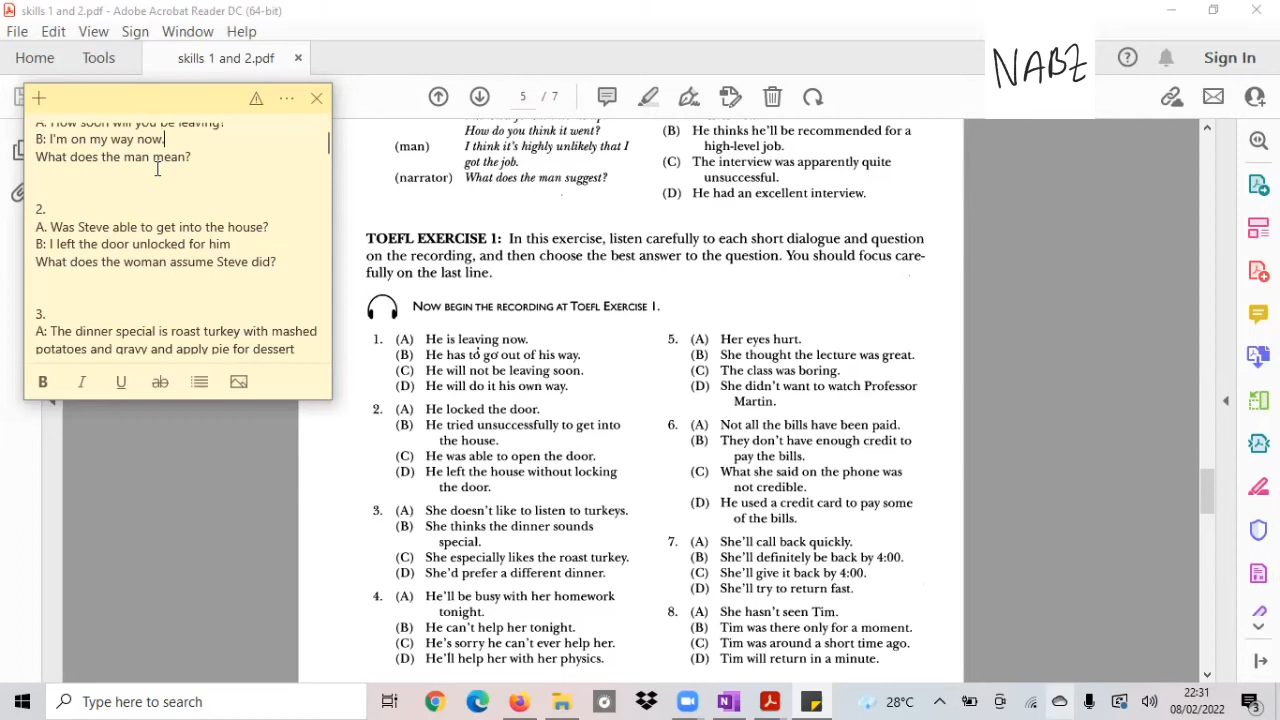 skills 1 and 2.pdf - Adobe Acrobat Reader DC (64-bit)
File Edit View Sign Window Help
Home Tools skills 1 and 2.pdf
Sign In
NABZ
5 / 7
A: How soon will you be leaving?
B: I'm on my way now.
What does the man mean?
2.
A. Was Steve able to get into the house?
B: I left the door unlocked for him
What does the woman assume Steve did?
3.
A: The dinner special is roast turkey with mashed
potatoes and gravy and apply pie for dessert
B I U ab
How do you think it went?
(man) I think it's highly unlikely that I
got the job.
(narrator) What does the man suggest?
(B) He thinks he'll be recommended for a
high-level job.
(C) The interview was apparently quite
unsuccessful.
(D) He had an excellent interview.
TOEFL EXERCISE 1: In this exercise, listen carefully to each short dialogue and question
on the recording, and then choose the best answer to the question. You should focus care-
fully on the last line.
NOW BEGIN THE RECORDING AT TOEFL EXERCISE 1.
1. (A) He is leaving now.
(B) He has to go out of his way.
(C) He will not be leaving soon.
(D) He will do it his own way.
2. (A) He locked the door.
(B) He tried unsuccessfully to get into
the house.
(C) He was able to open the door.
(D) He left the house without locking
the door.
3. (A) She doesn't like to listen to turkeys.
(B) She thinks the dinner sounds
special.
(C) She especially likes the roast turkey.
(D) She'd prefer a different dinner.
4. (A) He'll be busy with her homework
tonight.
(B) He can't help her tonight.
(C) He's sorry he can't ever help her.
(D) He'll help her with her physics.
5. (A) Her eyes hurt.
(B) She thought the lecture was great.
(C) The class was boring.
(D) She didn't want to watch Professor
Martin.
6. (A) Not all the bills have been paid.
(B) They don't have enough credit to
pay the bills.
(C) What she said on the phone was
not credible.
(D) He used a credit card to pay some
of the bills.
7. (A) She'll call back quickly.
(B) She'll definitely be back by 4:00.
(C) She'll give it back by 4:00.
(D) She'll try to return fast.
8. (A) She hasn't seen Tim.
(B) Tim was there only for a moment.
(C) Tim was around a short time ago.
(D) Tim will return in a minute.
Type here to search
28°C
22:31
08/02/2022
3